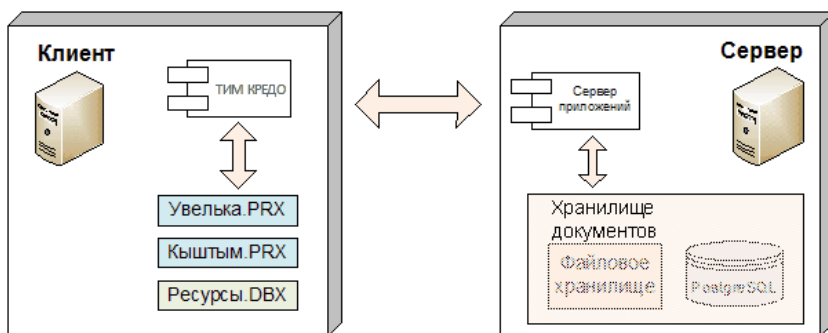 Клиент
ТИМ КРЕДО
Увелька.PRX
Кыштым.PRX
Ресурсы.DBX
Сервер
Сервер
приложений
Хранилище
документов
Файловое
хранилище
PostgreSQL